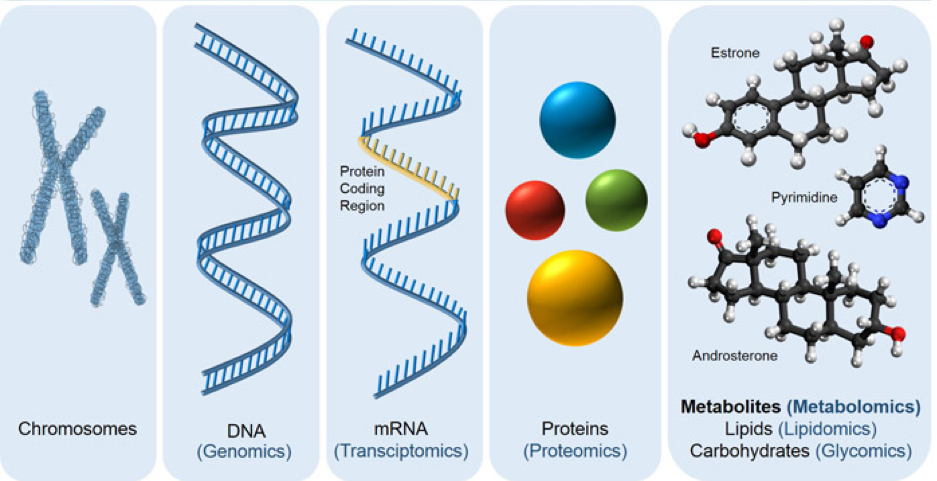 Estrone
Protein
Coding
Region
Pyrimidine
Androsterone
Chromosomes
DNA
(Genomics)
mRNA
(Transciptomics)
Proteins
(Proteomics)
Metabolites (Metabolomics)
Lipids (Lipidomics)
Carbohydrates (Glycomics)